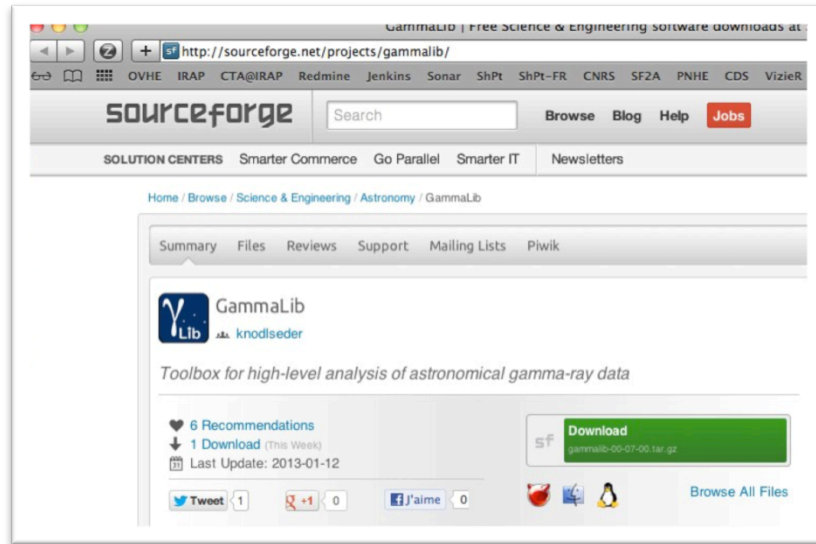 GammaLib | Free Science & Engineering software downloads at
http://sourceforge.net/projects/gammalib/
OVHE IRAP CTA@IRAP Redmine Jenkins Sonar ShPt ShPt-FR CNRS SF2A PNHE CDS VizieR
sourceforge Search Browse Blog Help Jobs
SOLUTION CENTERS Smarter Commerce Go Parallel Smarter IT Newsletters
Home / Browse / Science & Engineering / Astronomy / GammaLib
Summary Files Reviews Support Mailing Lists Piwik
γLib GammaLib
knodlseder
Toolbox for high-level analysis of astronomical gamma-ray data
6 Recommendations
1 Download (This Week)
Last Update: 2013-01-12
sf Download
gammalib-00-07-00.tar.gz
Tweet 1 g +1 0 J'aime 0
Browse All Files